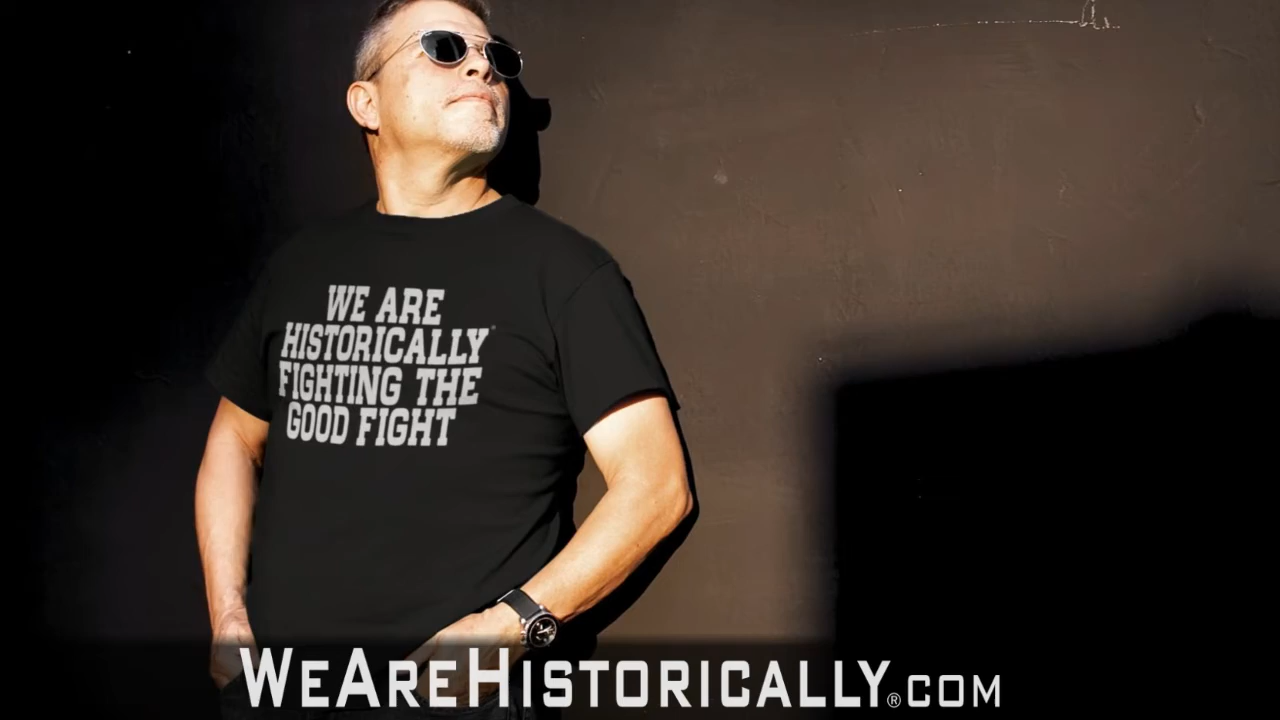 WE ARE
HISTORICALLY®
FIGHTING THE
GOOD FIGHT
WEAREHISTORICALLY®.COM